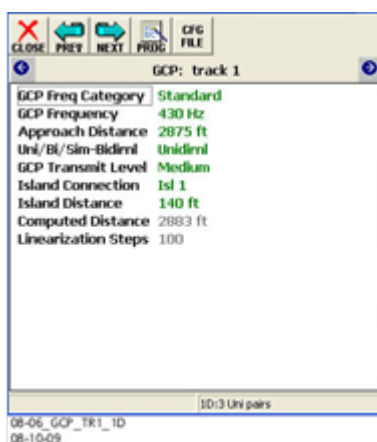 CLOSE PREV NEXT PROG CFG FILE
GCP: track 1
GCP Freq Category Standard
GCP Frequency 430 Hz
Approach Distance 2875 ft
Uni/Bi/Sim-Bidirnl Unidirnl
GCP Transmit Level Medium
Island Connection Isl 1
Island Distance 140 ft
Computed Distance 2883 ft
Linearization Steps 100
1D:3 Uni pairs
08-06_GCP_TR1_1D
08-10-09